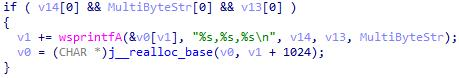 if ( v14[0] && MultiByteStr[0] && v13[0] )
{
v1 += wsprintfA(&v0[v1], "%s,%s,%s\n", v14, v13, MultiByteStr);
v0 = (CHAR *)j__realloc_base(v0, v1 + 1024);
}